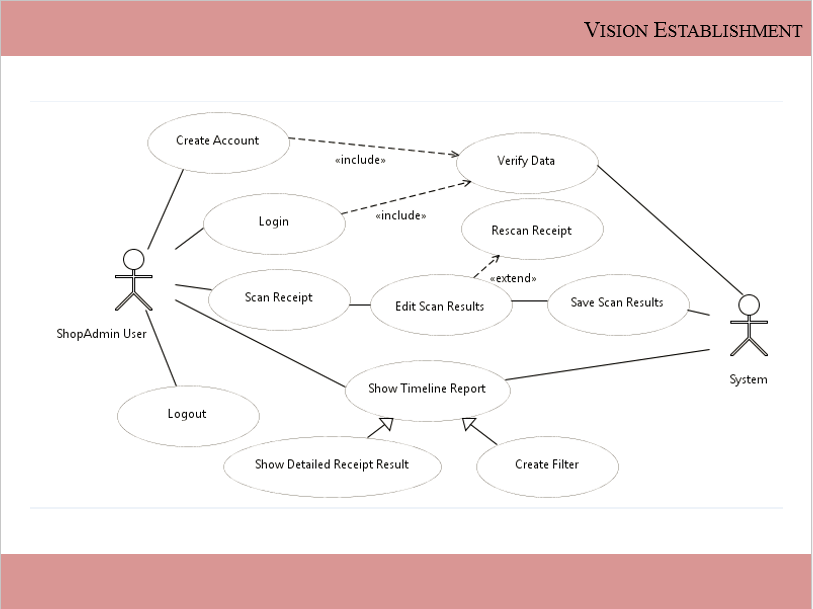 VISION ESTABLISHMENT
Create Account
«include»
Verify Data
Login
«include»
Rescan Receipt
«extend»
Scan Receipt
Edit Scan Results
Save Scan Results
ShopAdmin User
System
Show Timeline Report
Logout
Show Detailed Receipt Result
Create Filter